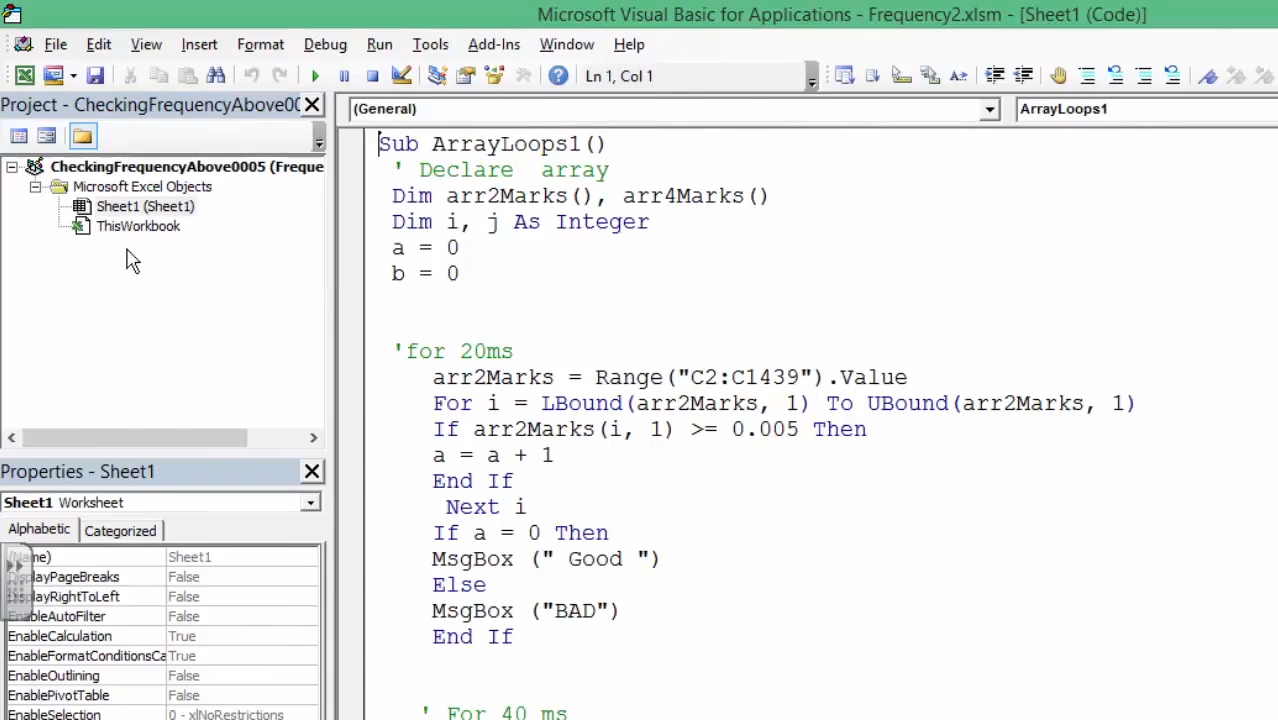 Microsoft Visual Basic for Applications - Frequency2.xlsm - [Sheet1 (Code)]
File Edit View Insert Format Debug Run Tools Add-Ins Window Help
Ln 1, Col 1
Project - CheckingFrequencyAbove00
(General) ArrayLoops1
CheckingFrequencyAbove0005 (Freque
Microsoft Excel Objects
Sheet1 (Sheet1)
ThisWorkbook
Properties - Sheet1
Sheet1 Worksheet
Alphabetic Categorized
(Name) Sheet1
DisplayPageBreaks False
DisplayRightToLeft False
EnableAutoFilter False
EnableCalculation True
EnableFormatConditionsCa True
EnableOutlining False
EnablePivotTable False
EnableSelection 0 - xlNoRestrictions
Sub ArrayLoops1()
' Declare  array
Dim arr2Marks(), arr4Marks()
Dim i, j As Integer
a = 0
b = 0
'for 20ms
arr2Marks = Range("C2:C1439").Value
For i = LBound(arr2Marks, 1) To UBound(arr2Marks, 1)
If arr2Marks(i, 1) >= 0.005 Then
a = a + 1
End If
Next i
If a = 0 Then
MsgBox (" Good ")
Else
MsgBox ("BAD")
End If
' For 40 ms